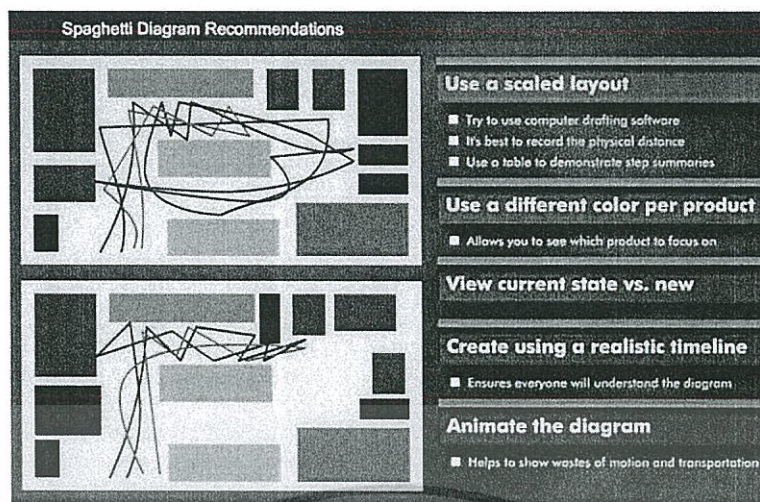 Spaghetti Diagram Recommendations
Use a scaled layout
Try to use computer drafting software
It's best to record the physical distance
Use a table to demonstrate step summaries
Use a different color per product
Allows you to see which product to focus on
View current state vs. new
Create using a realistic timeline
Ensures everyone will understand the diagram
Animate the diagram
Helps to show wastes of motion and transportation